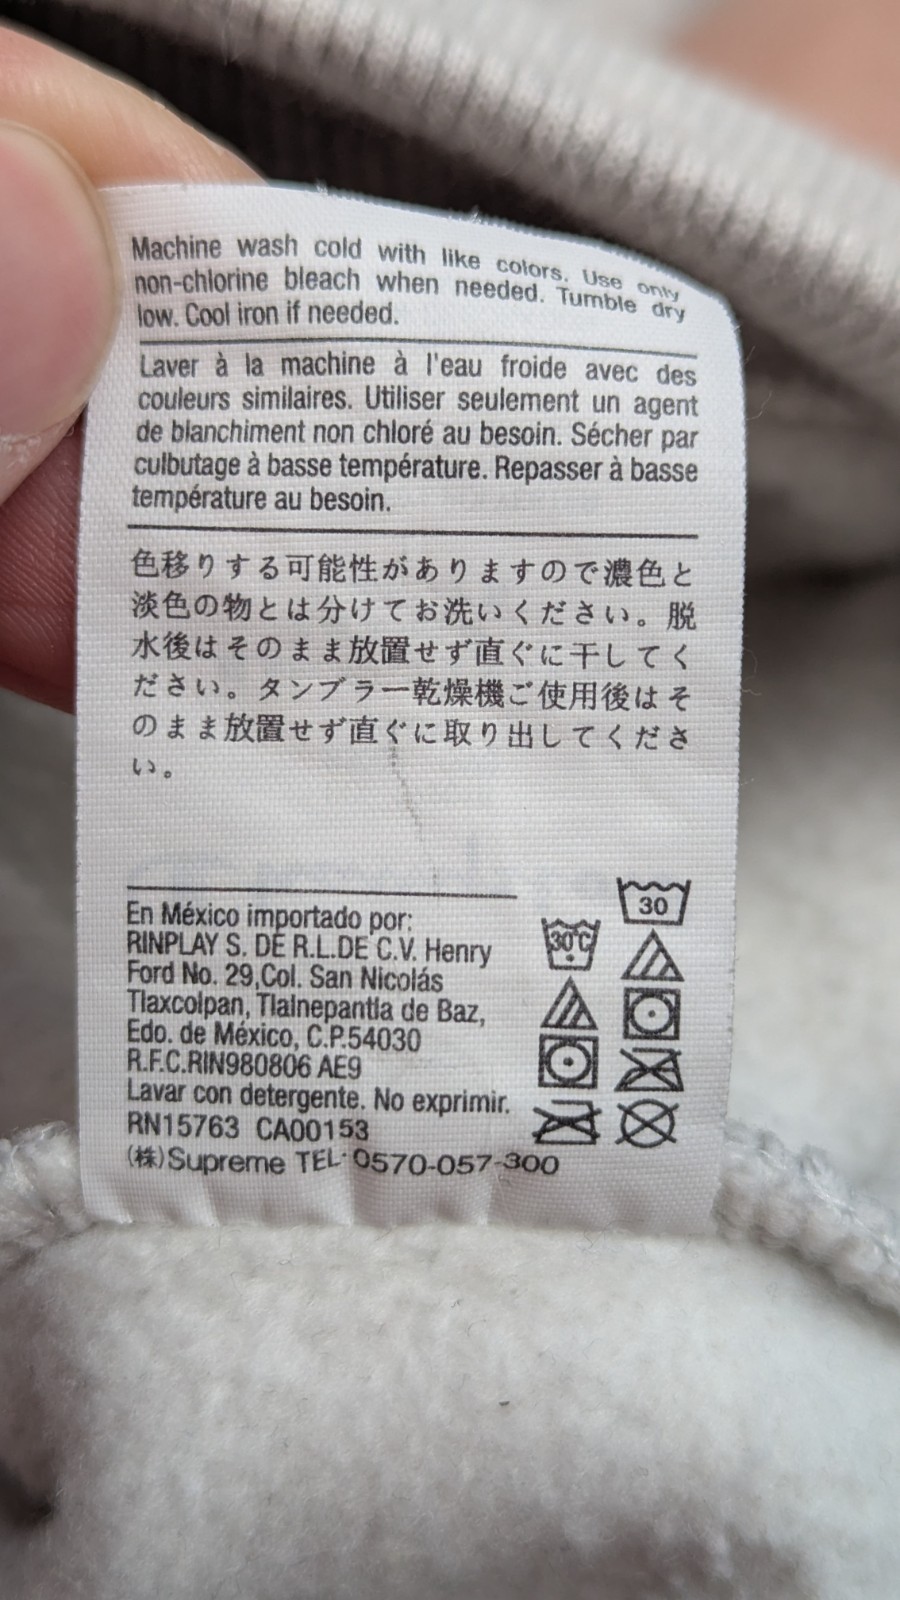 Machine wash cold with like colors. Use only
non-chlorine bleach when needed. Tumble dry
low. Cool iron if needed.
Laver à la machine à l'eau froide avec des
couleurs similaires. Utiliser seulement un agent
de blanchiment non chloré au besoin. Sécher par
culbutage à basse température. Repasser à basse
température au besoin.
色移りする可能性がありますので濃色と
淡色の物とは分けてお洗いください。脱
水後はそのまま放置せず直ぐに干してく
ださい。タンブラー乾燥機ご使用後はそ
のまま放置せず直ぐに取り出してくださ
い。
En México importado por:
RINPLAY S. DE R.L.DE C.V. Henry
Ford No. 29,Col. San Nicolás
Tlaxcolpan, Tlalnepantla de Baz,
Edo. de México, C.P.54030
R.F.C.RIN980806 AE9
Lavar con detergente. No exprimir.
RN15763 CA00153
(株)Supreme TEL·0570-057-300
30°C
30